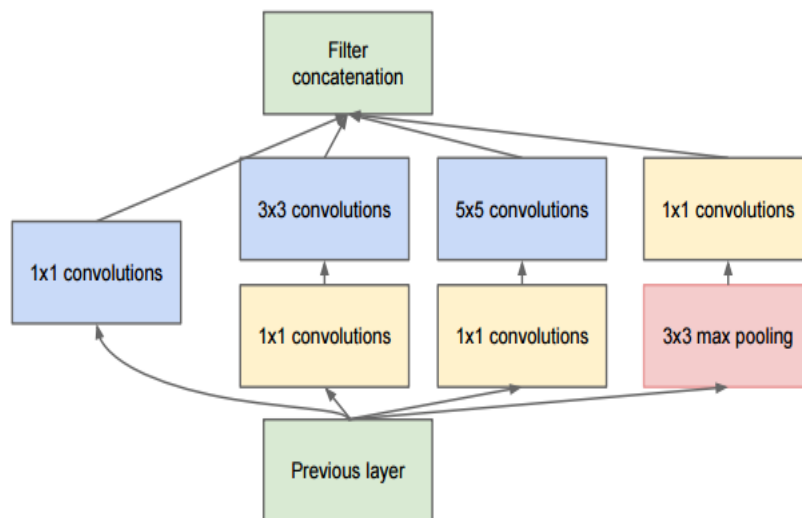 Filter
concatenation
3x3 convolutions
5x5 convolutions
1x1 convolutions
1x1 convolutions
1x1 convolutions
1x1 convolutions
3x3 max pooling
Previous layer